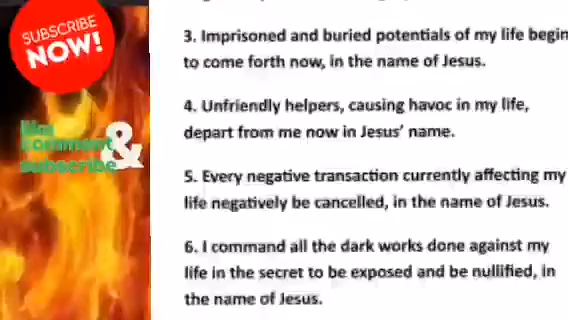 SUBSCRIBE
NOW!
like
comment
&
subscribe
3. Imprisoned and buried potentials of my life begin
to come forth now, in the name of Jesus.
4. Unfriendly helpers, causing havoc in my life,
depart from me now in Jesus' name.
5. Every negative transaction currently affecting my
life negatively be cancelled, in the name of Jesus.
6. I command all the dark works done against my
life in the secret to be exposed and be nullified, in
the name of Jesus.